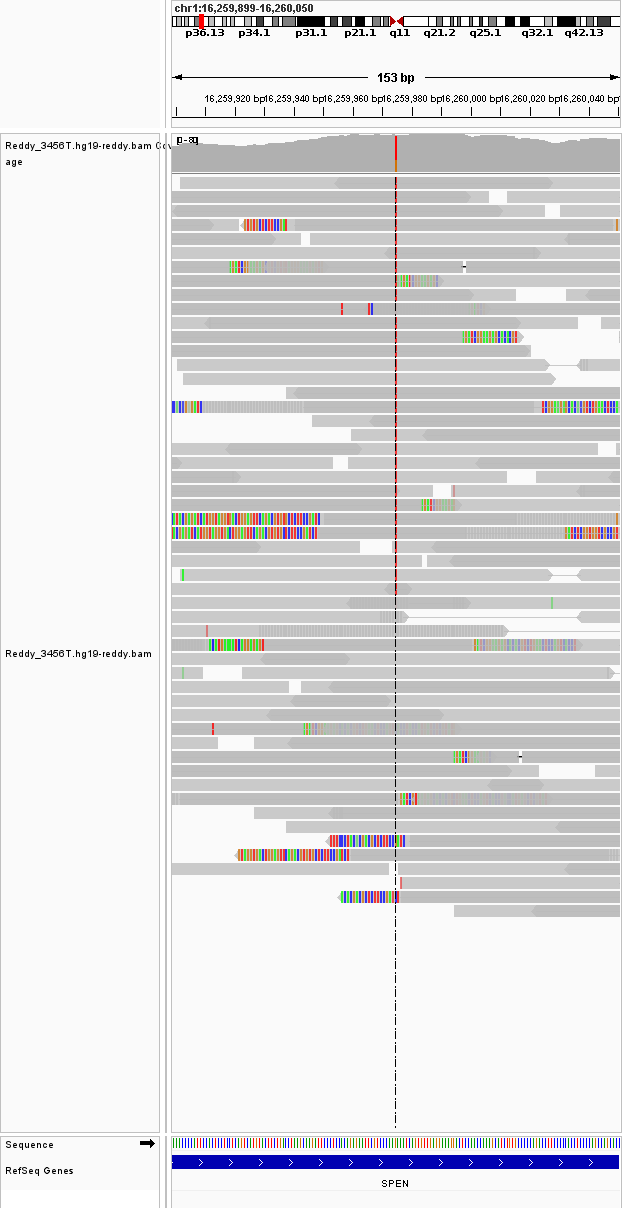 chr1:16,259,899-16,260,050
p36.13 p34.1 p31.1 p21.1 q11 q21.2 q25.1 q32.1 q42.13
153 bp
16,259,920 bp 16,259,940 bp 16,259,960 bp 16,259,980 bp 16,260,000 bp 16,260,020 bp 16,260,040 bp
Reddy_3456T.hg19-reddy.bam Cov
age
Reddy_3456T.hg19-reddy.bam
Sequence
RefSeq Genes
SPEN